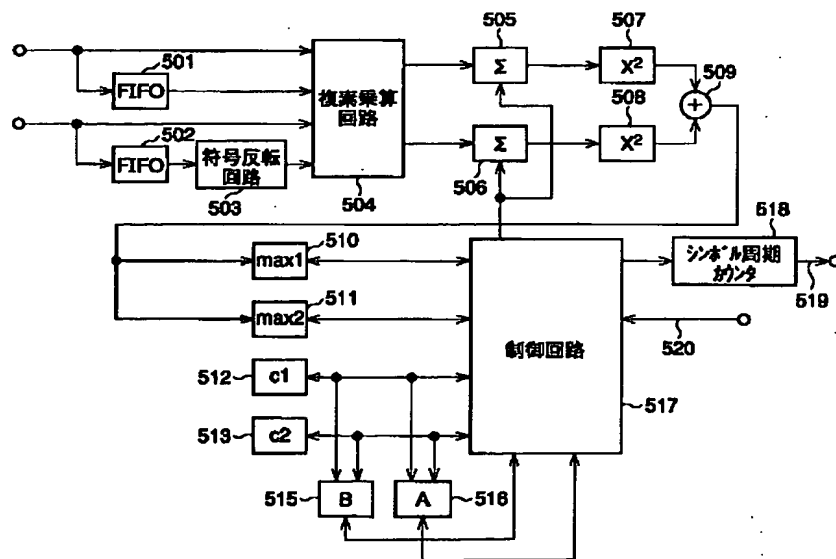 505
507
501
FIFO
502
FIFO
符号反転
回路
503
複素乗算
回路
504
Σ
Σ
506
X²
508
X²
509
+
max1
510
max2
511
512
c1
513
c2
515
B
A
516
制御回路
517
518
シンボル周期
カウンタ
519
520